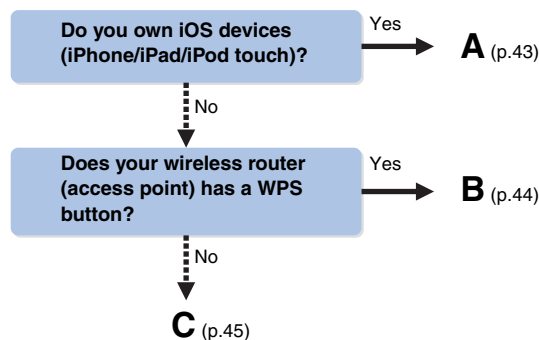 Do you own iOS devices
(iPhone/iPad/iPod touch)?
Yes
A (p.43)
No
Does your wireless router
(access point) has a WPS
button?
Yes
B (p.44)
No
C (p.45)